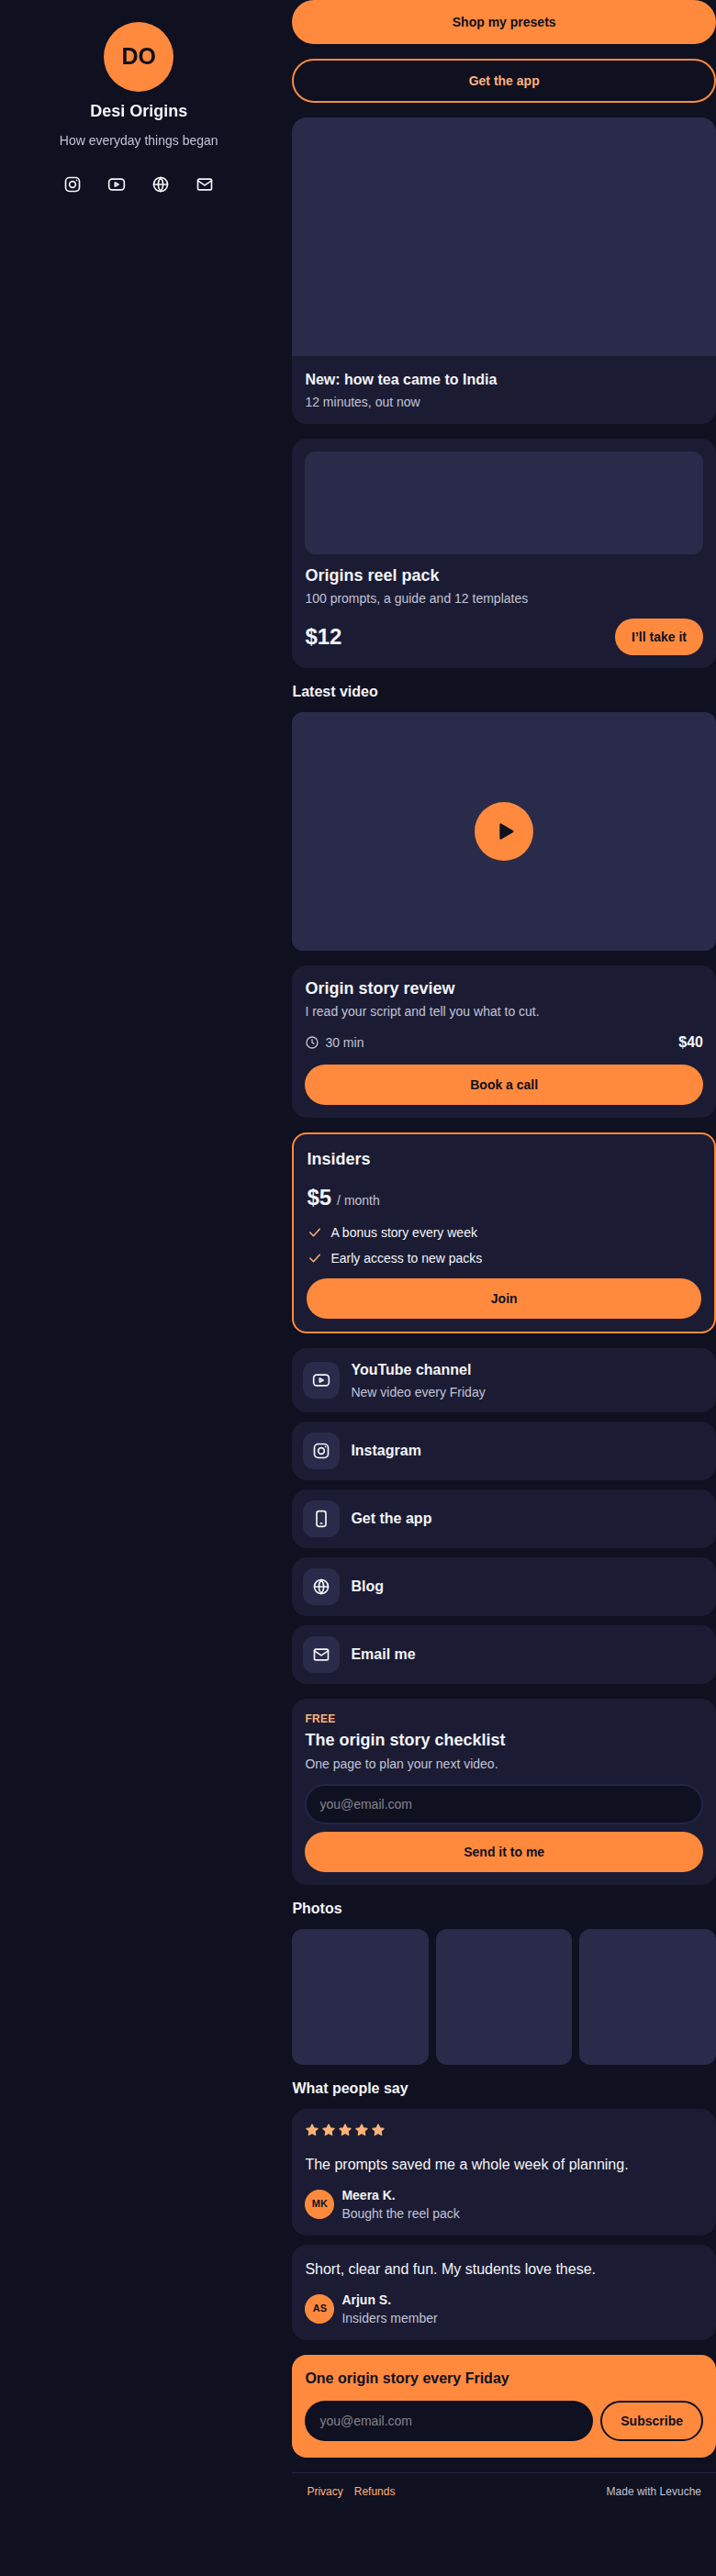 DO
Desi Origins
How everyday things began
Shop my presets
Get the app
New: how tea came to India
12 minutes, out now
Origins reel pack
100 prompts, a guide and 12 templates
$12
I’ll take it
Latest video
Origin story review
I read your script and tell you what to cut.
30 min
$40
Book a call
Insiders
$5 / month
A bonus story every week
Early access to new packs
Join
YouTube channel
New video every Friday
Instagram
Get the app
Blog
Email me
FREE
The origin story checklist
One page to plan your next video.
you@email.com
Send it to me
Photos
What people say
The prompts saved me a whole week of planning.
MK
Meera K.
Bought the reel pack
Short, clear and fun. My students love these.
AS
Arjun S.
Insiders member
One origin story every Friday
you@email.com
Subscribe
Privacy Refunds
Made with Levuche